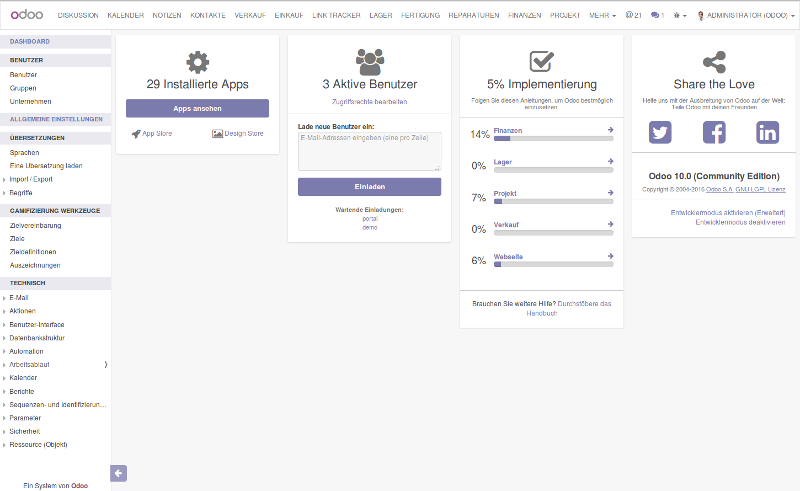 odoo DISKUSSION KALENDER NOTIZEN KONTAKTE VERKAUF EINKAUF LINK TRACKER LAGER FERTIGUNG REPARATUREN FINANZEN PROJEKT MEHR @ 21 1 ADMINISTRATOR (ODOO)
DASHBOARD
BENUTZER
Benutzer
Gruppen
Unternehmen
ALLGEMEINE EINSTELLUNGEN
ÜBERSETZUNGEN
Sprachen
Eine Übersetzung laden
Import / Export
Begriffe
GAMIFIZIERUNG WERKZEUGE
Zielvereinbarung
Ziele
Zieldefinitionen
Auszeichnungen
TECHNISCH
E-Mail
Aktionen
Benutzer-Interface
Datenbankstruktur
Automation
Arbeitsablauf
Kalender
Berichte
Sequenzen- und Identifizierun...
Parameter
Sicherheit
Ressource (Objekt)
Ein System von Odoo
29 Installierte Apps
Apps ansehen
App Store Design Store
3 Aktive Benutzer
Zugriffsrechte bearbeiten
Lade neue Benutzer ein:
E-Mail-Adressen eingeben (eine pro Zeile)
Einladen
Wartende Einladungen:
portal
demo
5% Implementierung
Folgen Sie diesen Anleitungen, um Odoo bestmöglich
einzusetzen
14% Finanzen
0% Lager
7% Projekt
0% Verkauf
6% Webseite
Brauchen Sie weitere Hilfe? Durchstöbere das
Handbuch
Share the Love
Helfe uns mit der Ausbreitung von Odoo auf der Welt:
Teile Odoo mit deinen Freunden
Odoo 10.0 (Community Edition)
Copyright © 2004-2016 Odoo S.A. GNU LGPL Lizenz
Entwicklermodus aktivieren (Erweitert)
Entwicklermodus deaktivieren